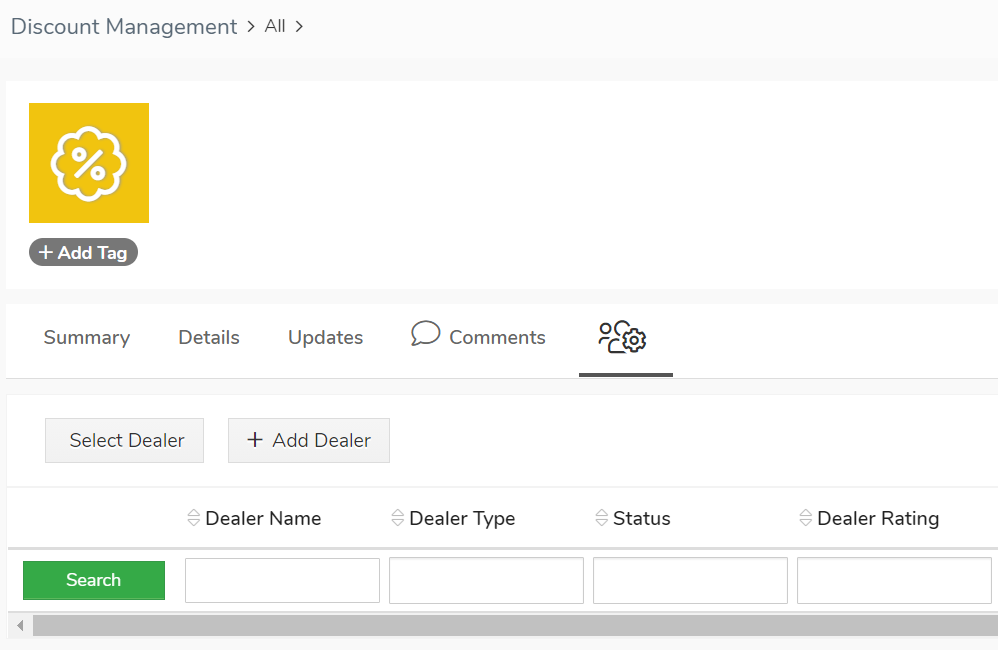 Discount Management > All >
%
+ Add Tag
Summary Details Updates Comments
Select Dealer + Add Dealer
Dealer Name Dealer Type Status Dealer Rating
Search